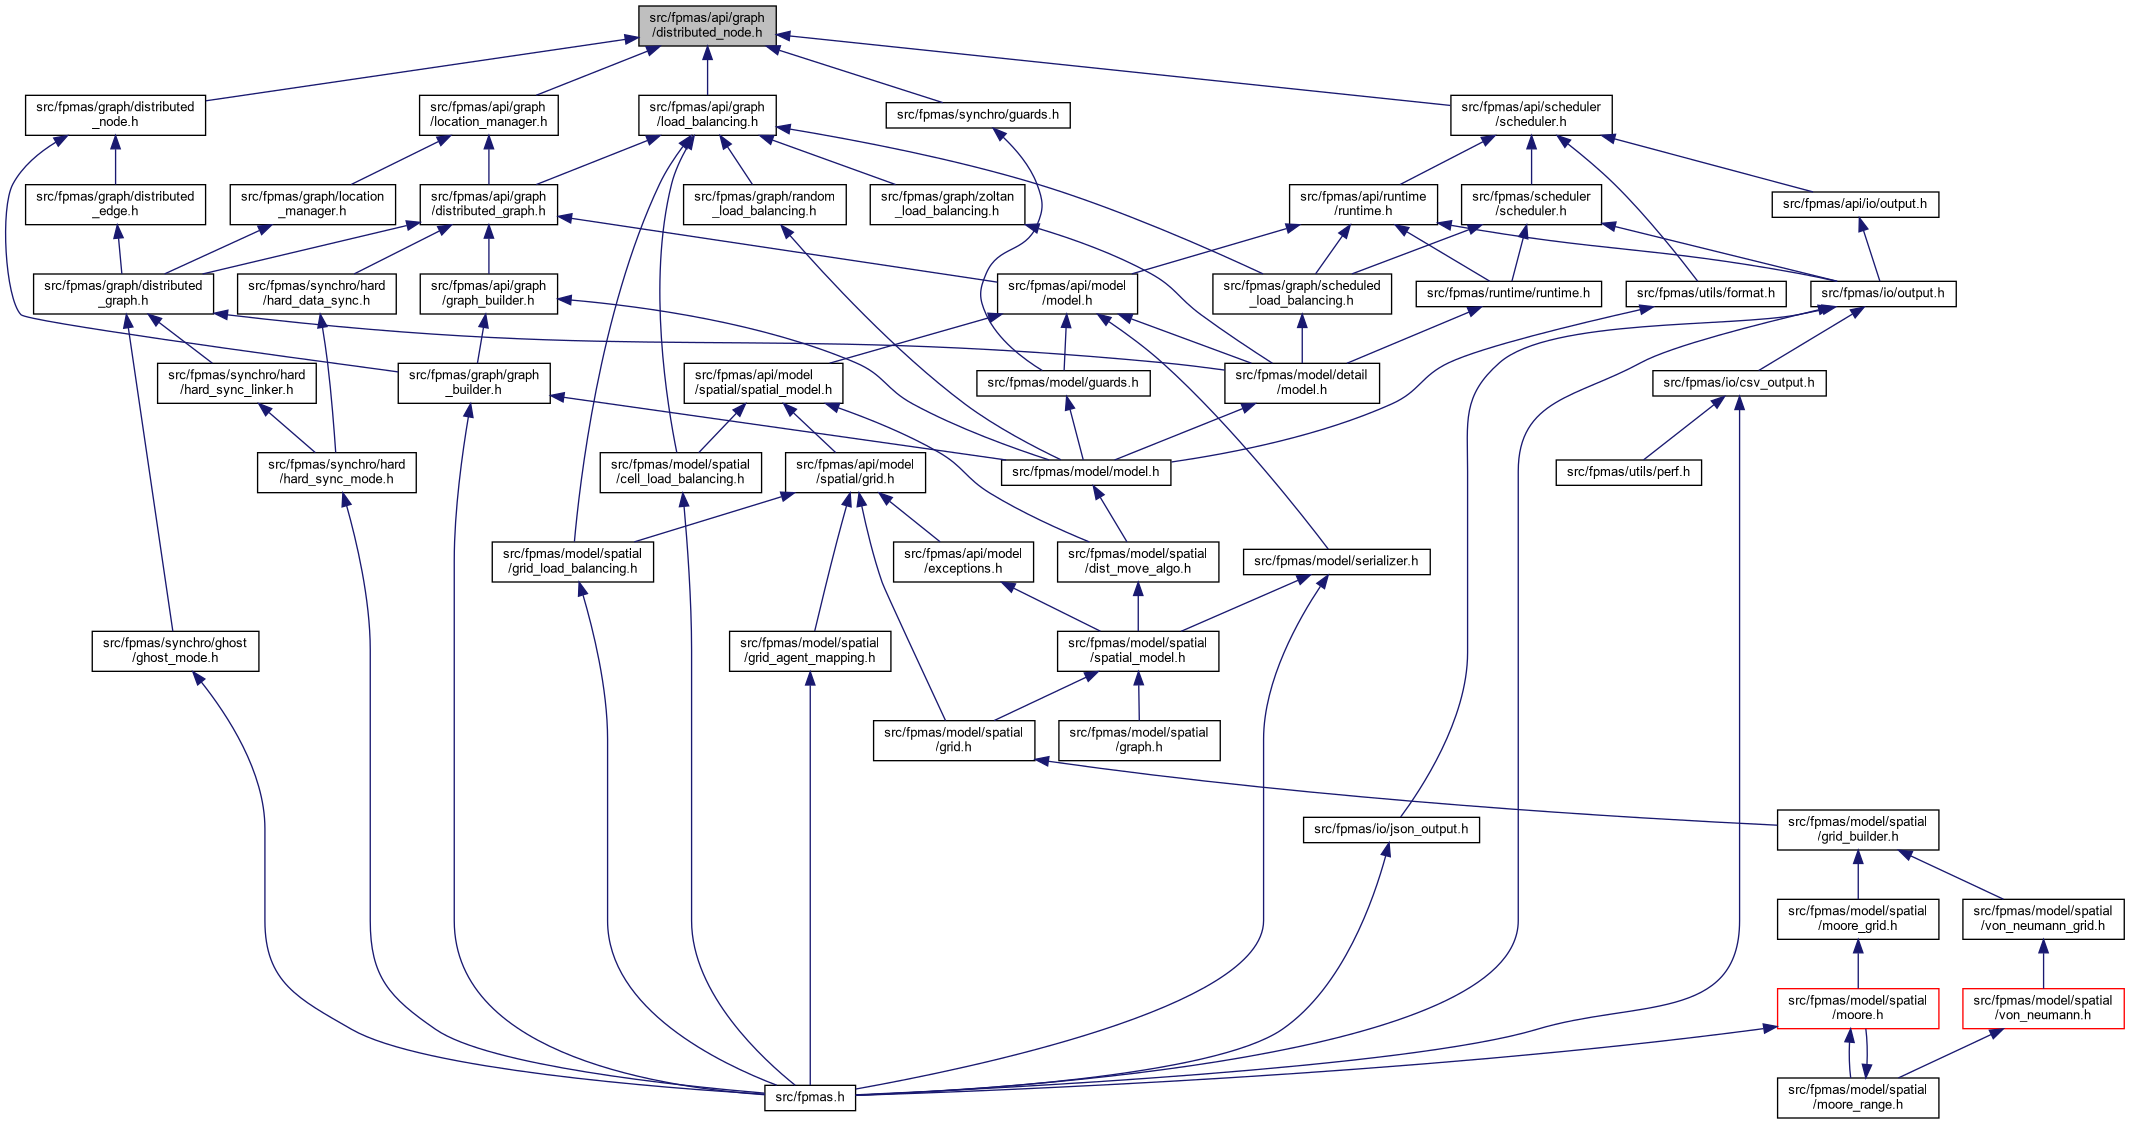 src/fpmas/api/graph
/distributed_node.h
src/fpmas/graph/distributed
_node.h
src/fpmas/api/graph
/location_manager.h
src/fpmas/api/graph
/load_balancing.h
src/fpmas/synchro/guards.h
src/fpmas/api/scheduler
/scheduler.h
src/fpmas/graph/distributed
_edge.h
src/fpmas/graph/location
_manager.h
src/fpmas/api/graph
/distributed_graph.h
src/fpmas/graph/random
_load_balancing.h
src/fpmas/graph/zoltan
_load_balancing.h
src/fpmas/api/runtime
/runtime.h
src/fpmas/scheduler
/scheduler.h
src/fpmas/api/io/output.h
src/fpmas/graph/distributed
_graph.h
src/fpmas/synchro/hard
/hard_data_sync.h
src/fpmas/api/graph
/graph_builder.h
src/fpmas/api/model
/model.h
src/fpmas/graph/scheduled
_load_balancing.h
src/fpmas/runtime/runtime.h
src/fpmas/utils/format.h
src/fpmas/io/output.h
src/fpmas/synchro/hard
/hard_sync_linker.h
src/fpmas/graph/graph
_builder.h
src/fpmas/api/model
/spatial/spatial_model.h
src/fpmas/model/guards.h
src/fpmas/model/detail
/model.h
src/fpmas/io/csv_output.h
src/fpmas/synchro/hard
/hard_sync_mode.h
src/fpmas/model/spatial
/cell_load_balancing.h
src/fpmas/api/model
/spatial/grid.h
src/fpmas/model/model.h
src/fpmas/utils/perf.h
src/fpmas/model/spatial
/grid_load_balancing.h
src/fpmas/api/model
/exceptions.h
src/fpmas/model/spatial
/dist_move_algo.h
src/fpmas/model/serializer.h
src/fpmas/synchro/ghost
/ghost_mode.h
src/fpmas/model/spatial
/grid_agent_mapping.h
src/fpmas/model/spatial
/spatial_model.h
src/fpmas/model/spatial
/grid.h
src/fpmas/model/spatial
/graph.h
src/fpmas/io/json_output.h
src/fpmas/model/spatial
/grid_builder.h
src/fpmas/model/spatial
/moore_grid.h
src/fpmas/model/spatial
/von_neumann_grid.h
src/fpmas/model/spatial
/moore.h
src/fpmas/model/spatial
/von_neumann.h
src/fpmas.h
src/fpmas/model/spatial
/moore_range.h